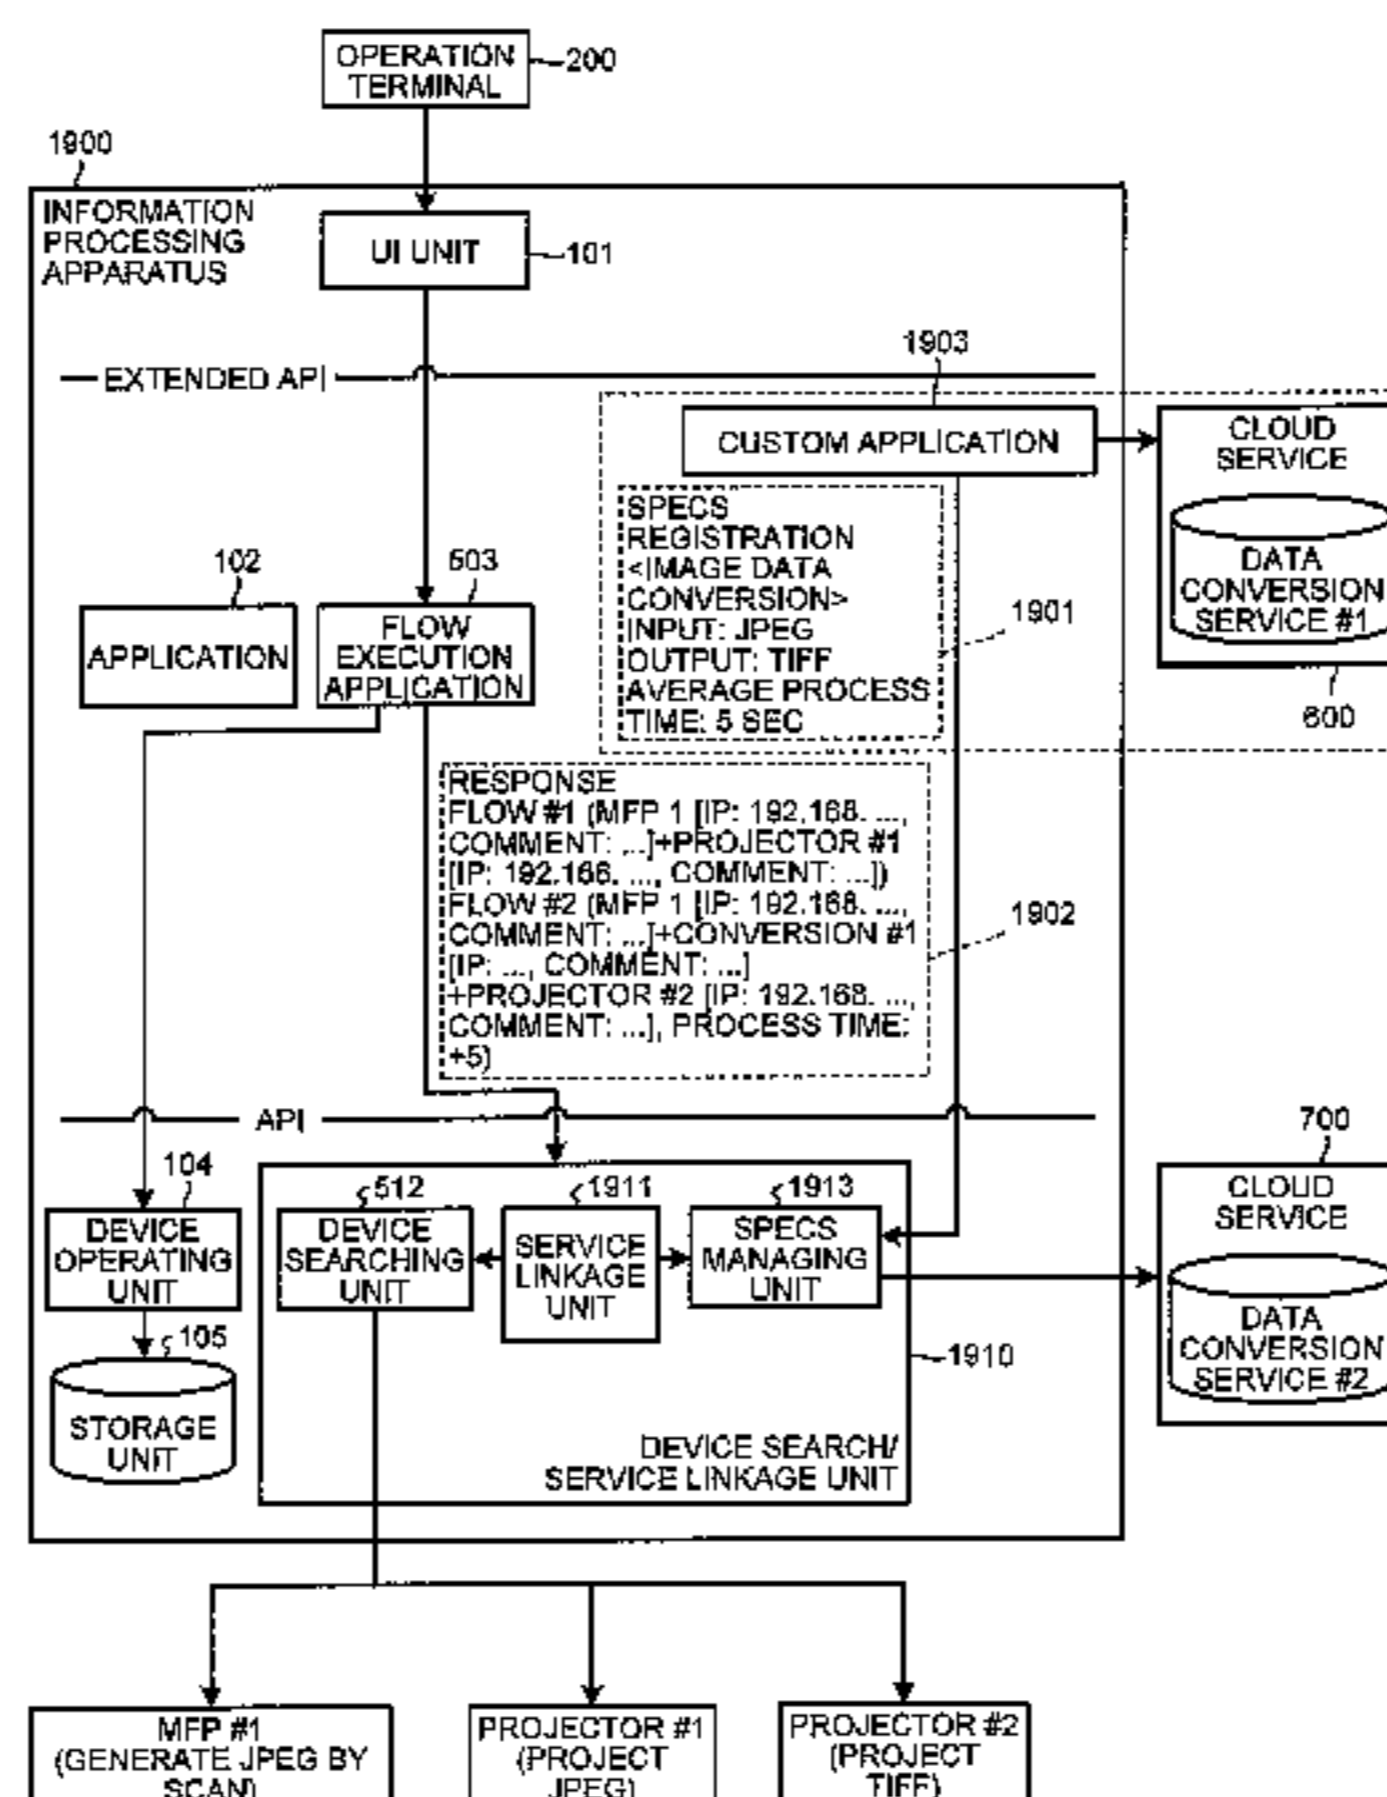 OPERATION
TERMINAL
200
1900
INFORMATION
PROCESSING
APPARATUS
UI UNIT
101
EXTENDED API
1903
CUSTOM APPLICATION
CLOUD
SERVICE
DATA
CONVERSION
SERVICE #1
600
SPECS
REGISTRATION
<IMAGE DATA
CONVERSION>
INPUT: JPEG
OUTPUT: TIFF
AVERAGE PROCESS
TIME: 5 SEC
1901
102
APPLICATION
503
FLOW
EXECUTION
APPLICATION
RESPONSE
FLOW #1 (MFP 1 [IP: 192.168. ...,
COMMENT: ...]+PROJECTOR #1
[IP: 192.168. ..., COMMENT: ...])
FLOW #2 (MFP 1 [IP: 192.168. ...,
COMMENT: ...]+CONVERSION #1
[IP: ..., COMMENT: ...]
+PROJECTOR #2 [IP: 192.168. ...,
COMMENT: ...], PROCESS TIME:
+5)
1902
API
104
DEVICE
OPERATING
UNIT
105
STORAGE
UNIT
512
DEVICE
SEARCHING
UNIT
1911
SERVICE
LINKAGE
UNIT
1913
SPECS
MANAGING
UNIT
1910
DEVICE SEARCH/
SERVICE LINKAGE UNIT
700
CLOUD
SERVICE
DATA
CONVERSION
SERVICE #2
MFP #1
(GENERATE JPEG BY
SCAN)
PROJECTOR #1
(PROJECT
JPEG)
PROJECTOR #2
(PROJECT
TIFF)